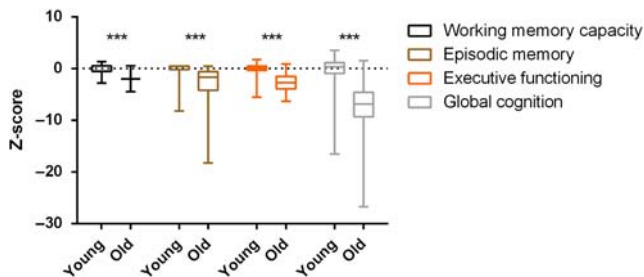 10
0
−10
−20
−30
Z-score
*** *** *** ***
Young Old Young Old Young Old Young Old
Working memory capacity
Episodic memory
Executive functioning
Global cognition